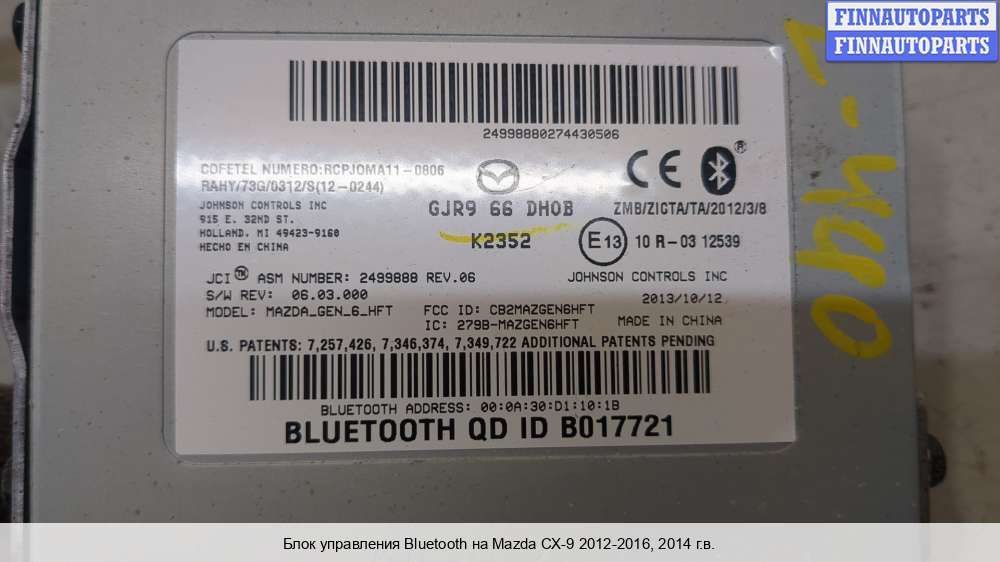 FINNAUTOPARTS
FINNAUTOPARTS
L-440
24998880274430506
COFETEL NUMERO:RCPJOMA11-0806
RAHY/73G/0312/S(12-0244)
JOHNSON CONTROLS INC
915 E. 32ND ST.
HOLLAND. MI 49423-9160
HECHO EN CHINA
CE
®
GJR9 66 DH0B
K2352
ZMB/ZICTA/TA/2012/3/8
E13 10 R-03 12539
JCI TM ASM NUMBER: 2499888 REV.06
JOHNSON CONTROLS INC
S/W REV: 06.03.000
2013/10/12
MODEL: MAZDA_GEN_6_HFT
FCC ID: CB2MAZGEN6HFT
IC: 279B-MAZGEN6HFT
MADE IN CHINA
U.S. PATENTS: 7,257,426, 7,346,374, 7,349,722 ADDITIONAL PATENTS PENDING
BLUETOOTH ADDRESS: 00:0A:30:D1:10:1B
BLUETOOTH QD ID B017721
Блок управления Bluetooth на Mazda CX-9 2012-2016, 2014 г.в.